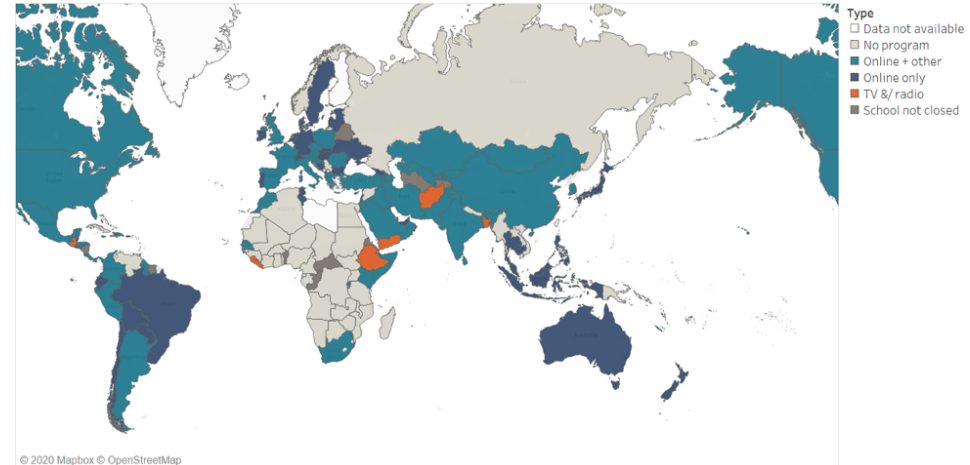 Type
Data not available
No program
Online + other
Online only
TV &/ radio
School not closed
© 2020 Mapbox © OpenStreetMap